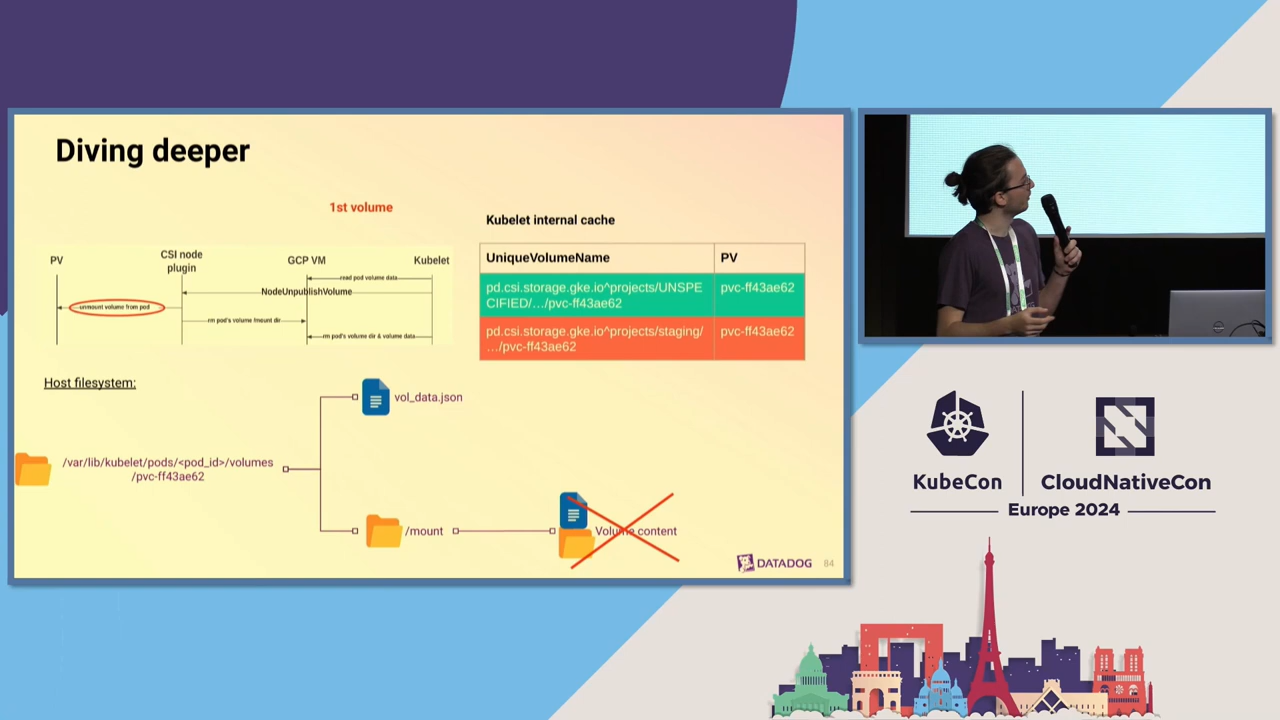 Diving deeper
1st volume
PV
CSI node
plugin
GCP VM
Kubelet
read pod volume data
NodeUnpublishVolume
unmount volume from pod
rm pod's volume /mount dir
rm pod's volume dir & volume data
Kubelet internal cache
UniqueVolumeName
PV
pd.csi.storage.gke.io^projects/UNSPE
CIFIED/…/pvc-ff43ae62
pvc-ff43ae62
pd.csi.storage.gke.io^projects/staging/
…/pvc-ff43ae62
pvc-ff43ae62
Host filesystem:
vol_data.json
/var/lib/kubelet/pods/<pod_id>/volumes
/pvc-ff43ae62
/mount
Volume content
DATADOG
84
KubeCon
CloudNativeCon
Europe 2024